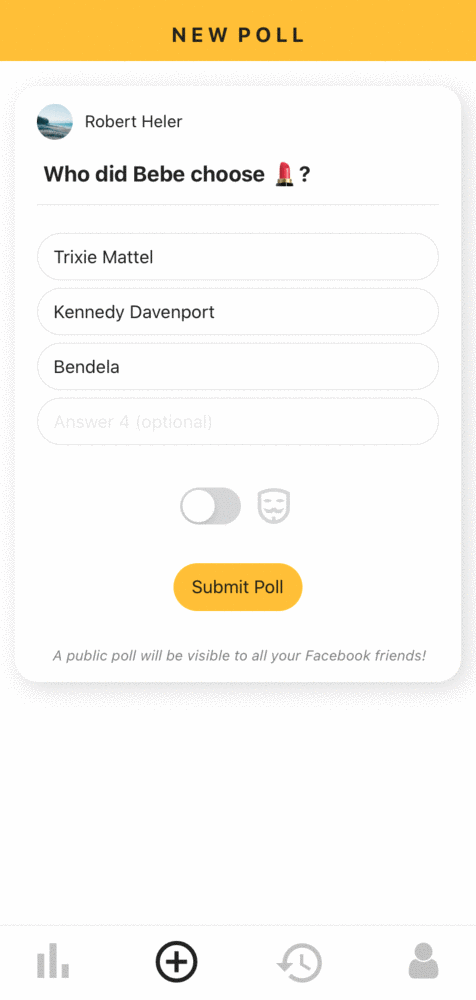 NEW POLL
Robert Heler
Who did Bebe choose 💄?
Trixie Mattel
Kennedy Davenport
Bendela
Answer 4 (optional)
Submit Poll
A public poll will be visible to all your Facebook friends!